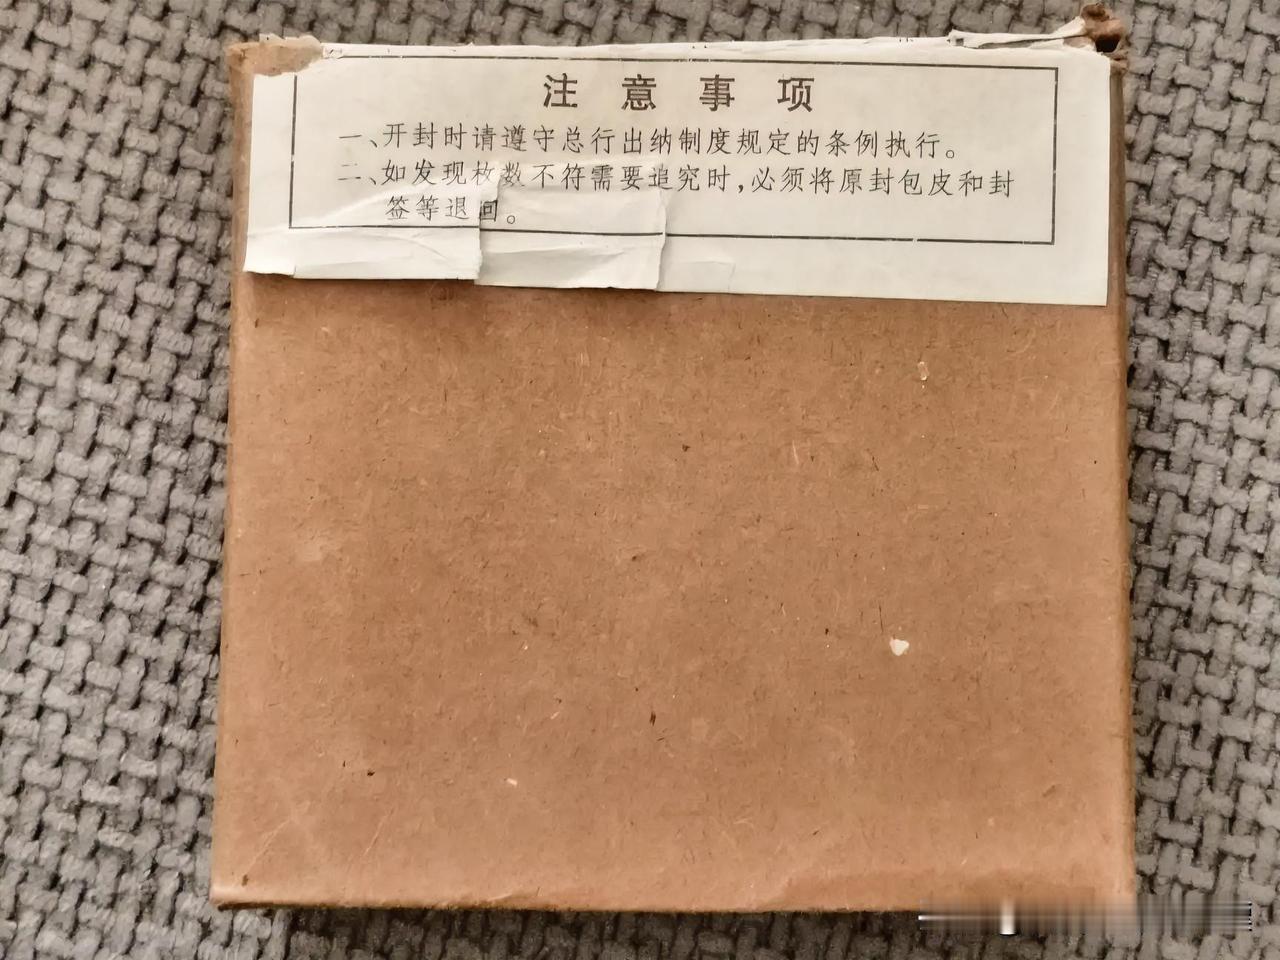 注意事项
一、开封时请遵守总行出纳制度规定的条例执行。
二、如发现枚数不符需要追究时,必须将原封包皮和封
签等退回。